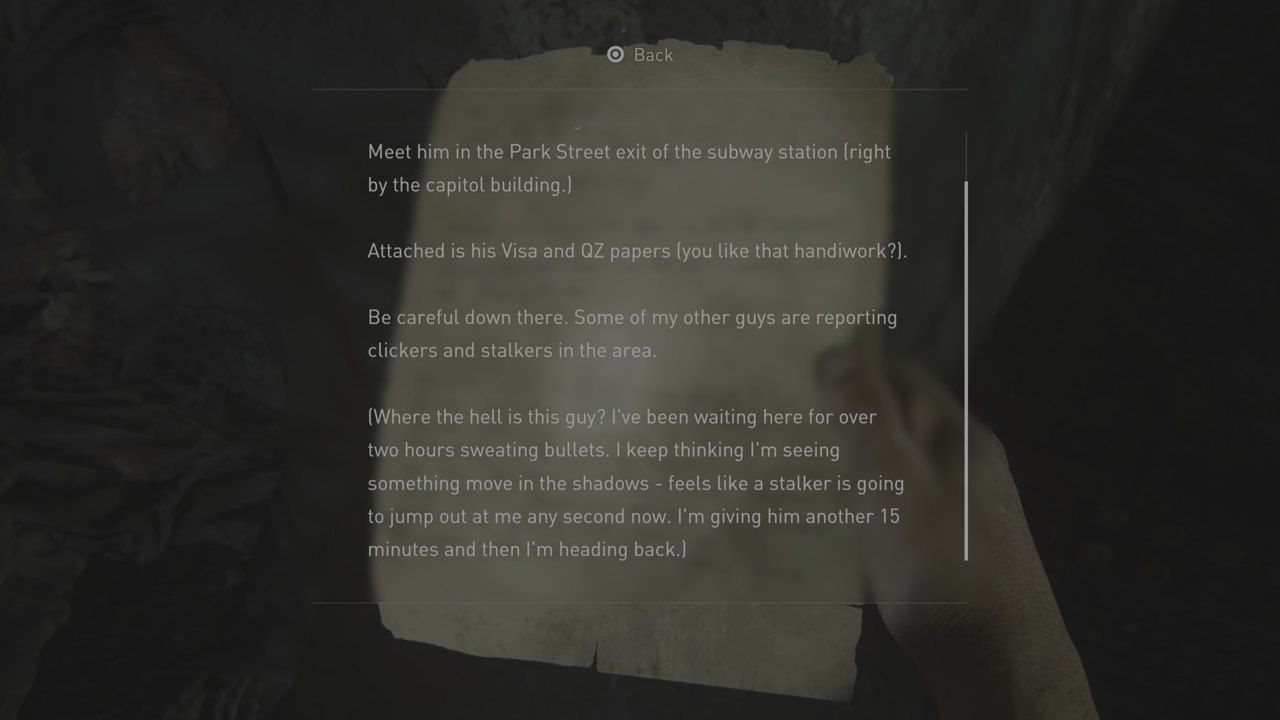 Back
Meet him in the Park Street exit of the subway station (right
by the capitol building.)
Attached is his Visa and QZ papers (you like that handiwork?).
Be careful down there. Some of my other guys are reporting
clickers and stalkers in the area.
(Where the hell is this guy? I've been waiting here for over
two hours sweating bullets. I keep thinking I'm seeing
something move in the shadows - feels like a stalker is going
to jump out at me any second now. I'm giving him another 15
minutes and then I'm heading back.)